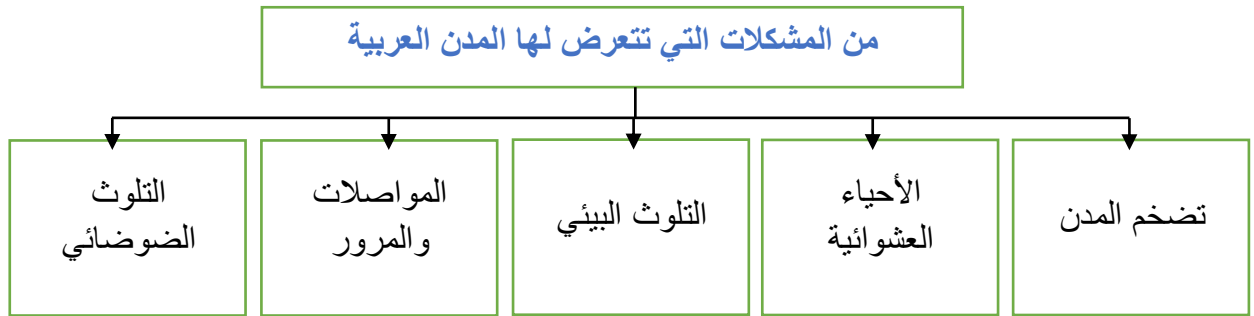 من المشكلات التي تتعرض لها المدن العربية
تضخم المدن
الأحياء
العشوائية
التلوث البيئي
المواصلات
والمرور
التلوث
الضوضائي